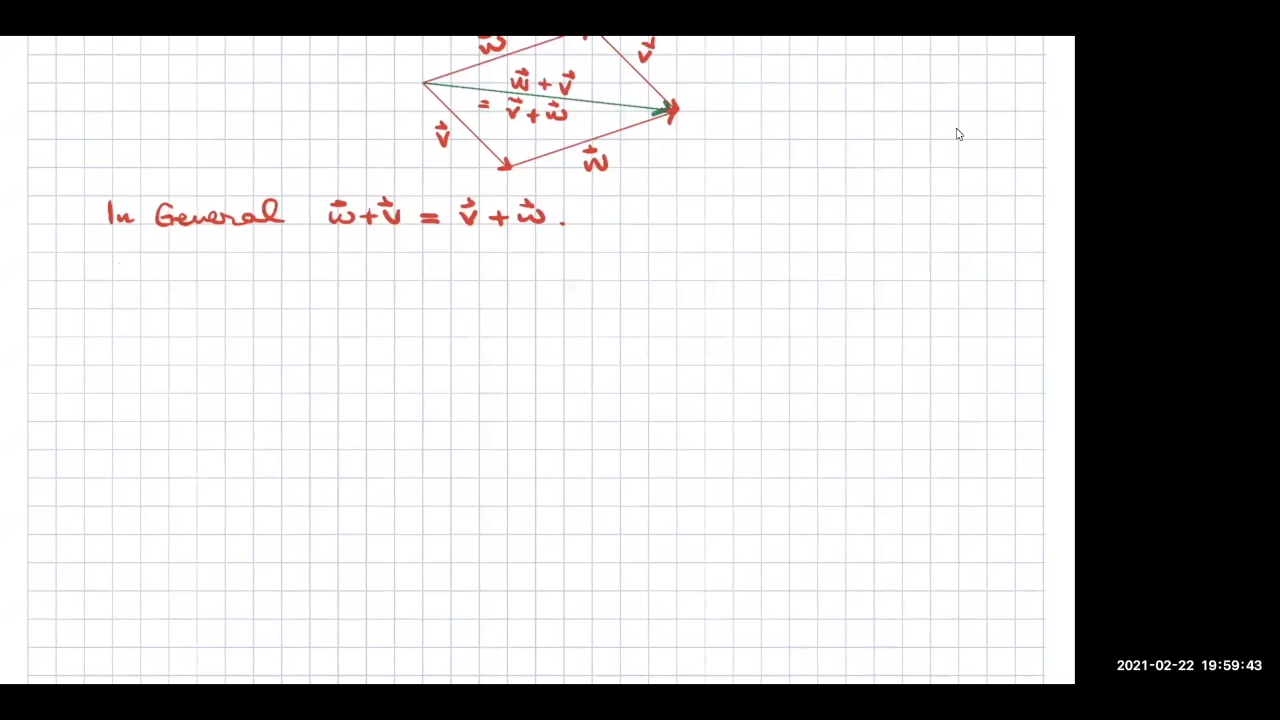 w⃗
v⃗
w⃗ + v⃗
= v⃗ + w⃗
v⃗
w⃗
In General w⃗ + v⃗ = v⃗ + w⃗ .
2021-02-22 19:59:43